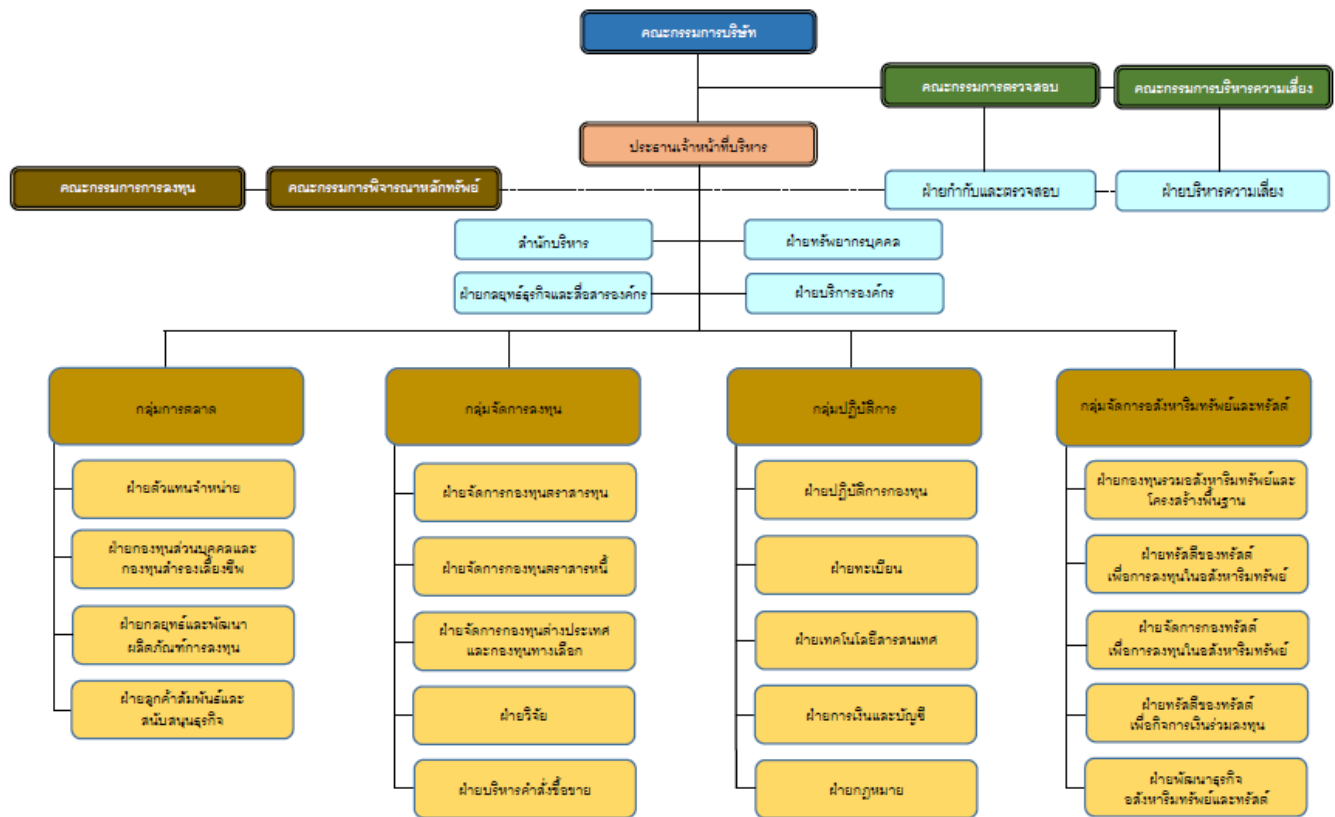 คณะกรรมการบริษัท
คณะกรรมการตรวจสอบ
คณะกรรมการบริหารความเสี่ยง
ประธานเจ้าหน้าที่บริหาร
คณะกรรมการการลงทุน
คณะกรรมการพิจารณาหลักทรัพย์
ฝ่ายกำกับและตรวจสอบ
ฝ่ายบริหารความเสี่ยง
สำนักบริหาร
ฝ่ายทรัพยากรบุคคล
ฝ่ายกลยุทธ์ธุรกิจและสื่อสารองค์กร
ฝ่ายบริการองค์กร
กลุ่มการตลาด
ฝ่ายตัวแทนจำหน่าย
ฝ่ายกองทุนส่วนบุคคลและ
กองทุนสำรองเลี้ยงชีพ
ฝ่ายกลยุทธ์และพัฒนา
ผลิตภัณฑ์การลงทุน
ฝ่ายลูกค้าสัมพันธ์และ
สนับสนุนธุรกิจ
กลุ่มจัดการลงทุน
ฝ่ายจัดการกองทุนตราสารทุน
ฝ่ายจัดการกองทุนตราสารหนี้
ฝ่ายจัดการกองทุนต่างประเทศ
และกองทุนทางเลือก
ฝ่ายวิจัย
ฝ่ายบริหารคำสั่งซื้อขาย
กลุ่มปฏิบัติการ
ฝ่ายปฏิบัติการกองทุน
ฝ่ายทะเบียน
ฝ่ายเทคโนโลยีสารสนเทศ
ฝ่ายการเงินและบัญชี
ฝ่ายกฎหมาย
กลุ่มจัดการอสังหาริมทรัพย์และทรัสต์
ฝ่ายกองทุนรวมอสังหาริมทรัพย์และ
โครงสร้างพื้นฐาน
ฝ่ายทรัสตีของทรัสต์
เพื่อการลงทุนในอสังหาริมทรัพย์
ฝ่ายจัดการกองทรัสต์
เพื่อการลงทุนในอสังหาริมทรัพย์
ฝ่ายทรัสตีของทรัสต์
เพื่อกิจการเงินร่วมลงทุน
ฝ่ายพัฒนาธุรกิจ
อสังหาริมทรัพย์และทรัสต์